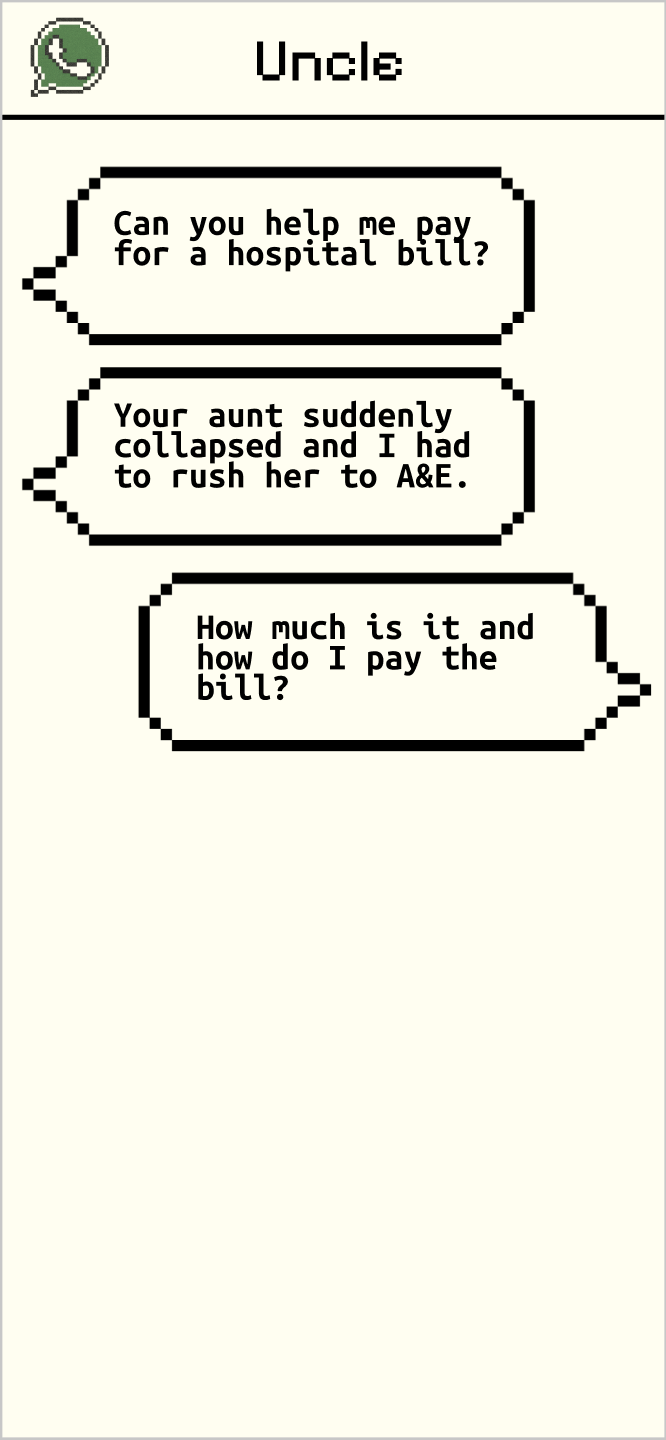 Uncle
Can you help me pay
for a hospital bill?
Your aunt suddenly
collapsed and I had
to rush her to A&E.
How much is it and
how do I pay the
bill?